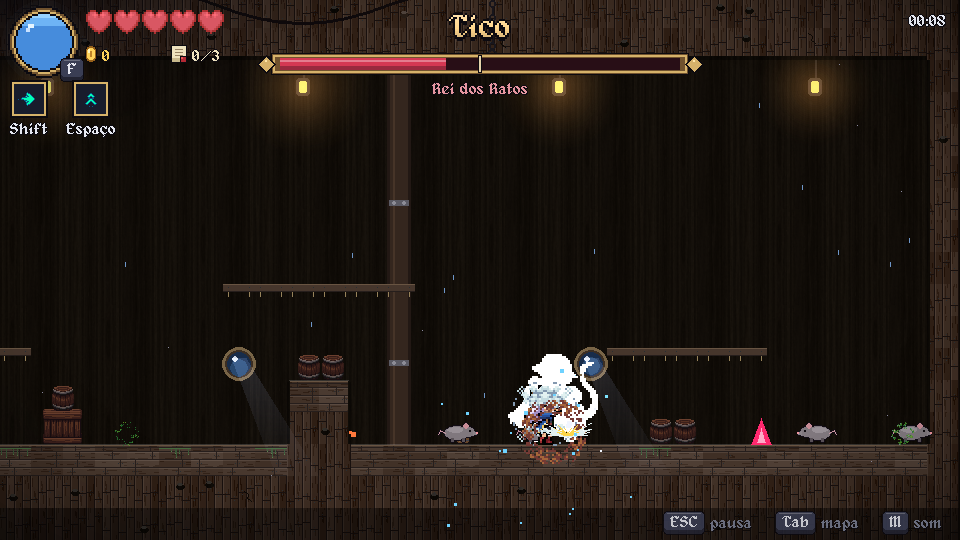 Tico
00:08
0
0/3
F
Rei dos Ratos
Shift
Espaço
ESC pausa
Tab mapa
M som